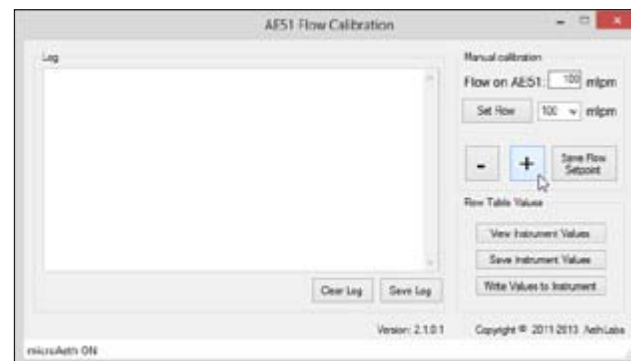 AE51 Flow Calibration
Log
Manual calibration
Flow on AE51: 100 mlpm
Set Flow 100 mlpm
- + Save Flow Setpoint
Flow Table Values
View Instrument Values
Save Instrument Values
Write Values to Instrument
Clear Log Save Log
Version: 2.1.0.1 Copyright © 2011-2013 AethLabs
microAeth ON